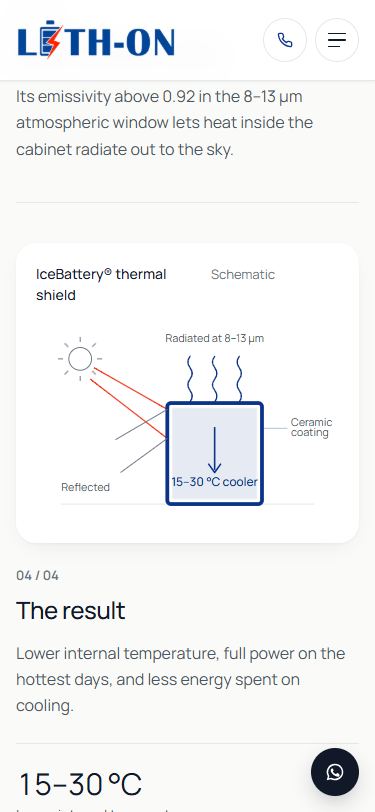 LITH-ON
Its emissivity above 0.92 in the 8–13 µm
atmospheric window lets heat inside the
cabinet radiate out to the sky.
IceBattery® thermal
shield
Schematic
Radiated at 8–13 µm
Ceramic
coating
15–30 °C cooler
Reflected
04 / 04
The result
Lower internal temperature, full power on the
hottest days, and less energy spent on
cooling.
15–30 °C